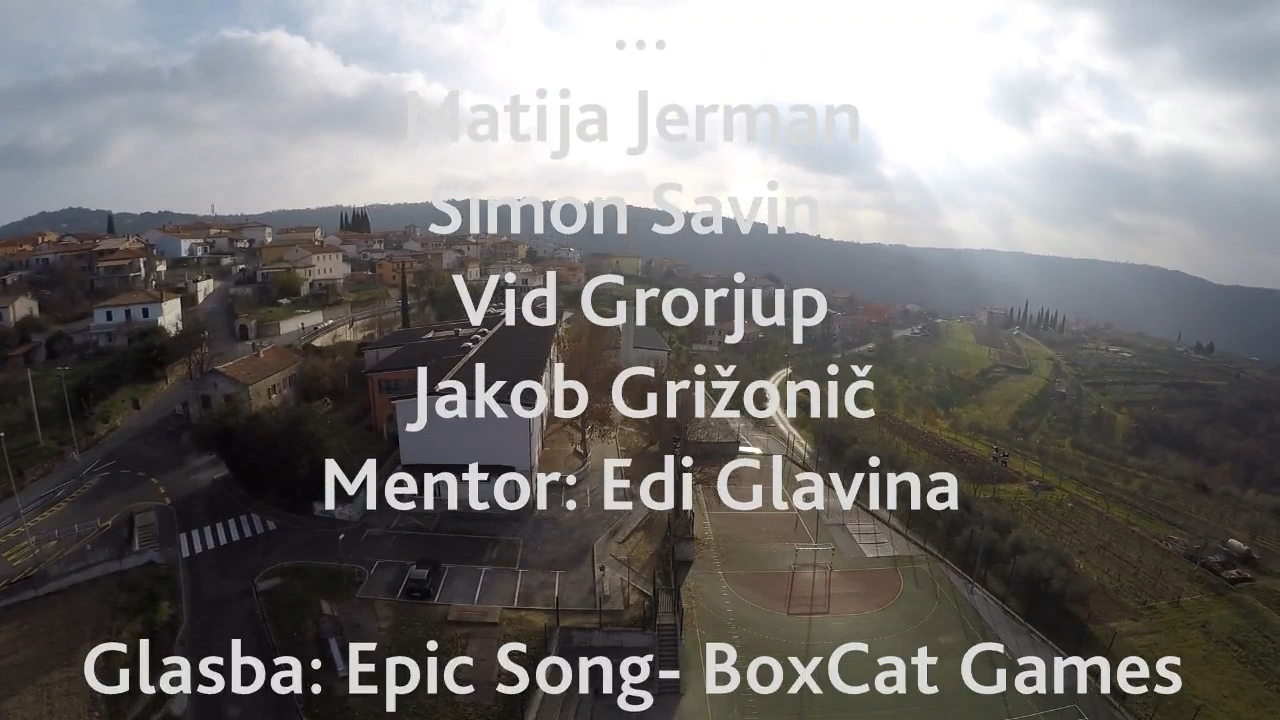 ...
Matija Jerman
Simon Savin
Vid Grorjup
Jakob Grižonič
Mentor: Edi Glavina
Glasba: Epic Song- BoxCat Games